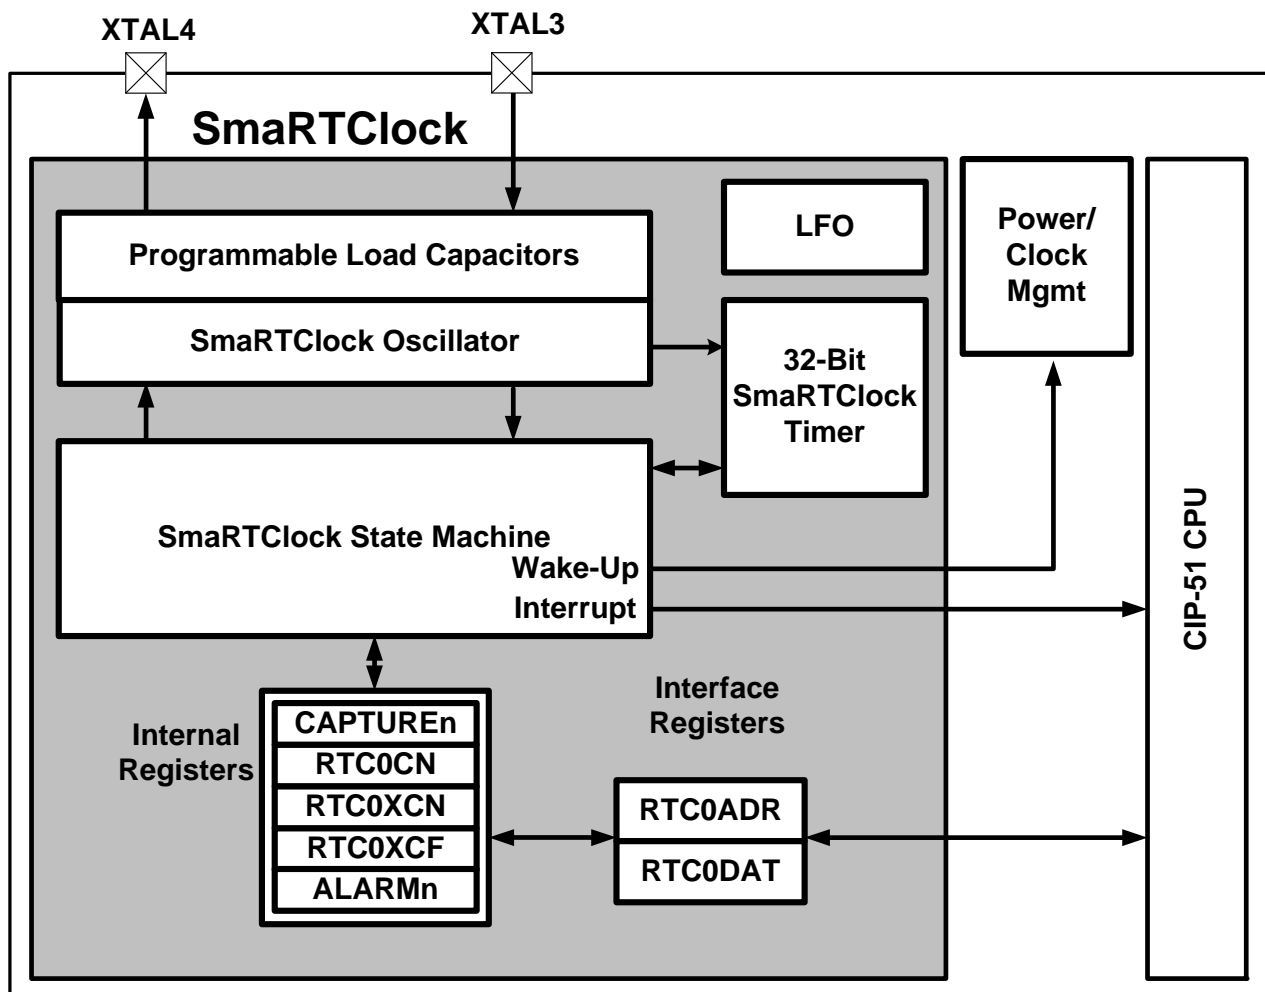 XTAL4
XTAL3
SmaRTClock
Programmable Load Capacitors
SmaRTClock Oscillator
LFO
32-Bit
SmaRTClock
Timer
Power/
Clock
Mgmt
CIP-51 CPU
SmaRTClock State Machine
Wake-Up
Interrupt
Internal
Registers
CAPTUREn
RTC0CN
RTC0XCN
RTC0XCF
ALARMn
Interface
Registers
RTC0ADR
RTC0DAT